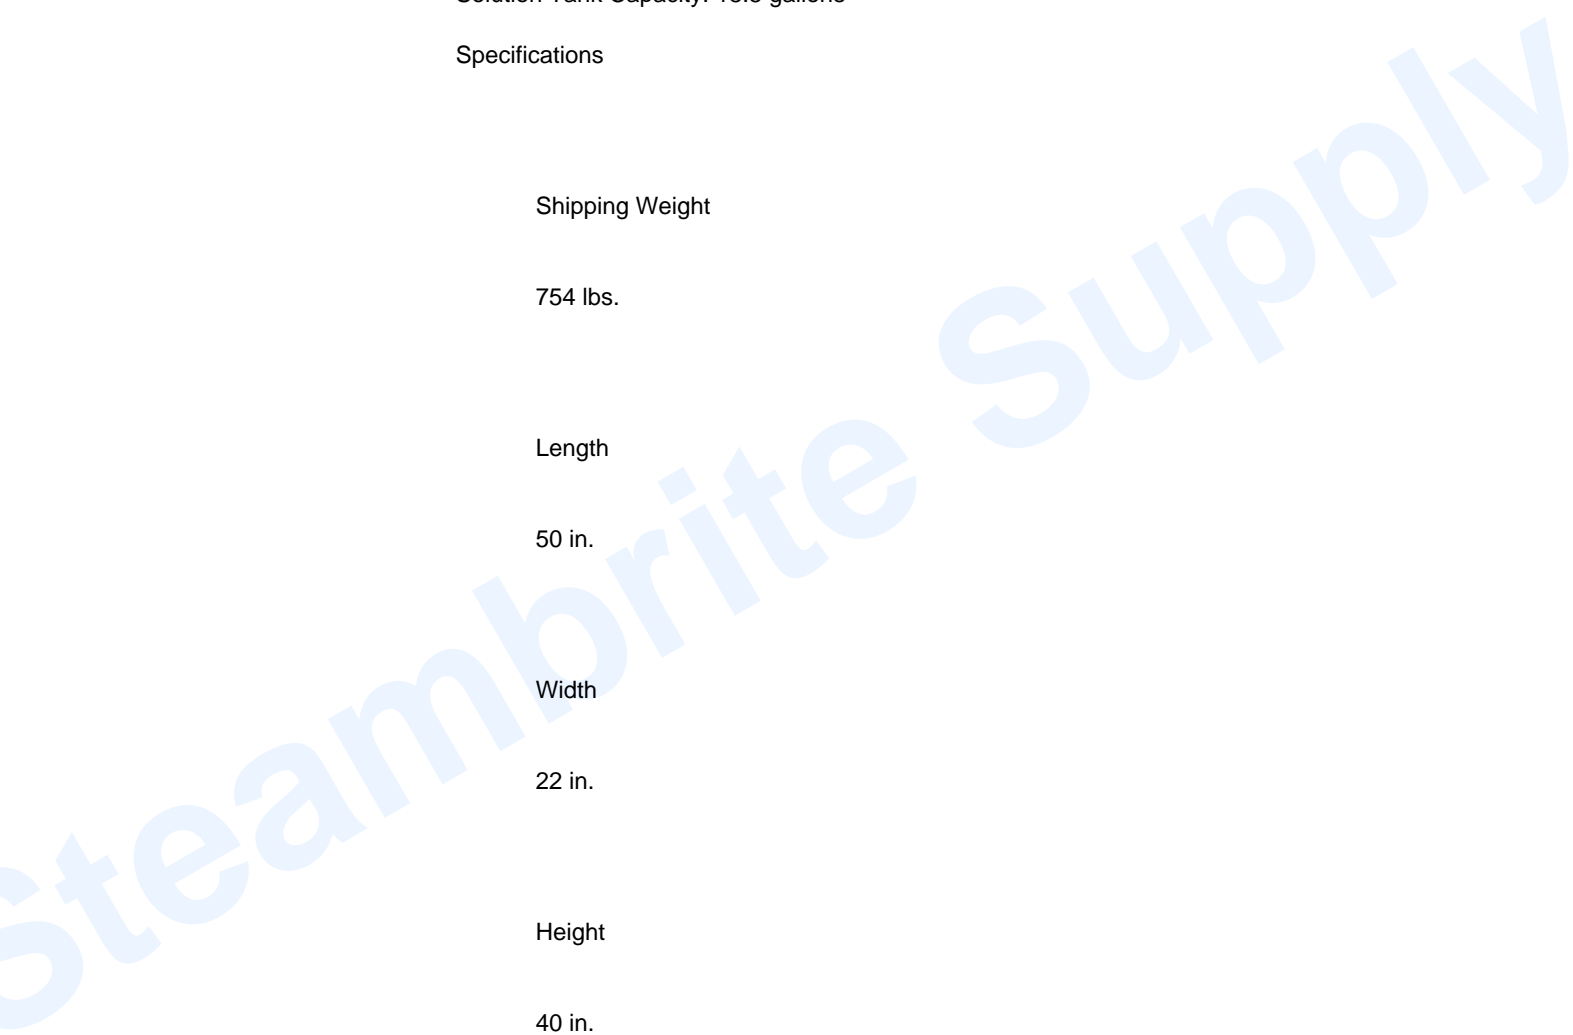 Specifications
Shipping Weight
754 lbs.
Length
50 in.
Width
22 in.
Height
40 in.
Steambrite Supply